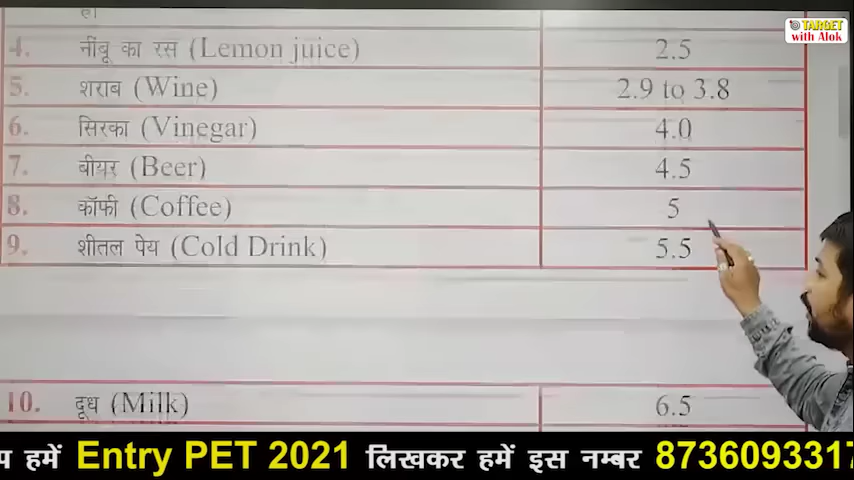 TARGET
with Alok
4. नींबू का रस (Lemon juice) 2.5
5. शराब (Wine) 2.9 to 3.8
6. सिरका (Vinegar) 4.0
7. बीयर (Beer) 4.5
8. कॉफी (Coffee) 5
9. शीतल पेय (Cold Drink) 5.5
10. दूध (Milk) 6.5
हमें Entry PET 2021 लिखकर हमें इस नम्बर 8736093317